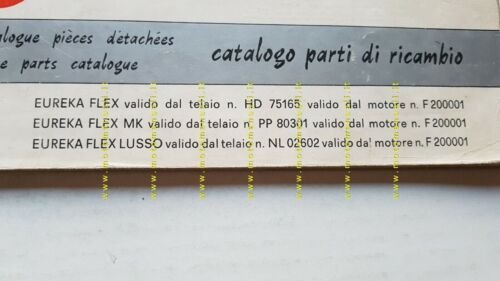 alogue pièces détachées
e parts catalogue
catalogo parti di ricambio
EUREKA FLEX valido dal telaio n. HD 75165 valido dal motore n. F 200001
EUREKA FLEX MK valido dal telaio n. PP 80301 valido dal motore n. F 200001
EUREKA FLEX LUSSO valido dal telaio n. NL 02602 valido dal motore n. F 200001